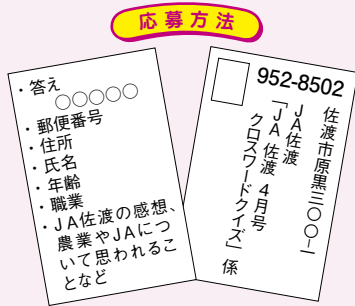 応募方法
・答え
○○○○○
・郵便番号
・住所
・氏名
・年齢
・職業
・JA佐渡の感想、
農業やJAにつ
いて思われるこ
となど
952-8502
佐渡市原黒三〇〇−一
JA佐渡
「JA佐渡 4月号
クロスワードクイズ」係